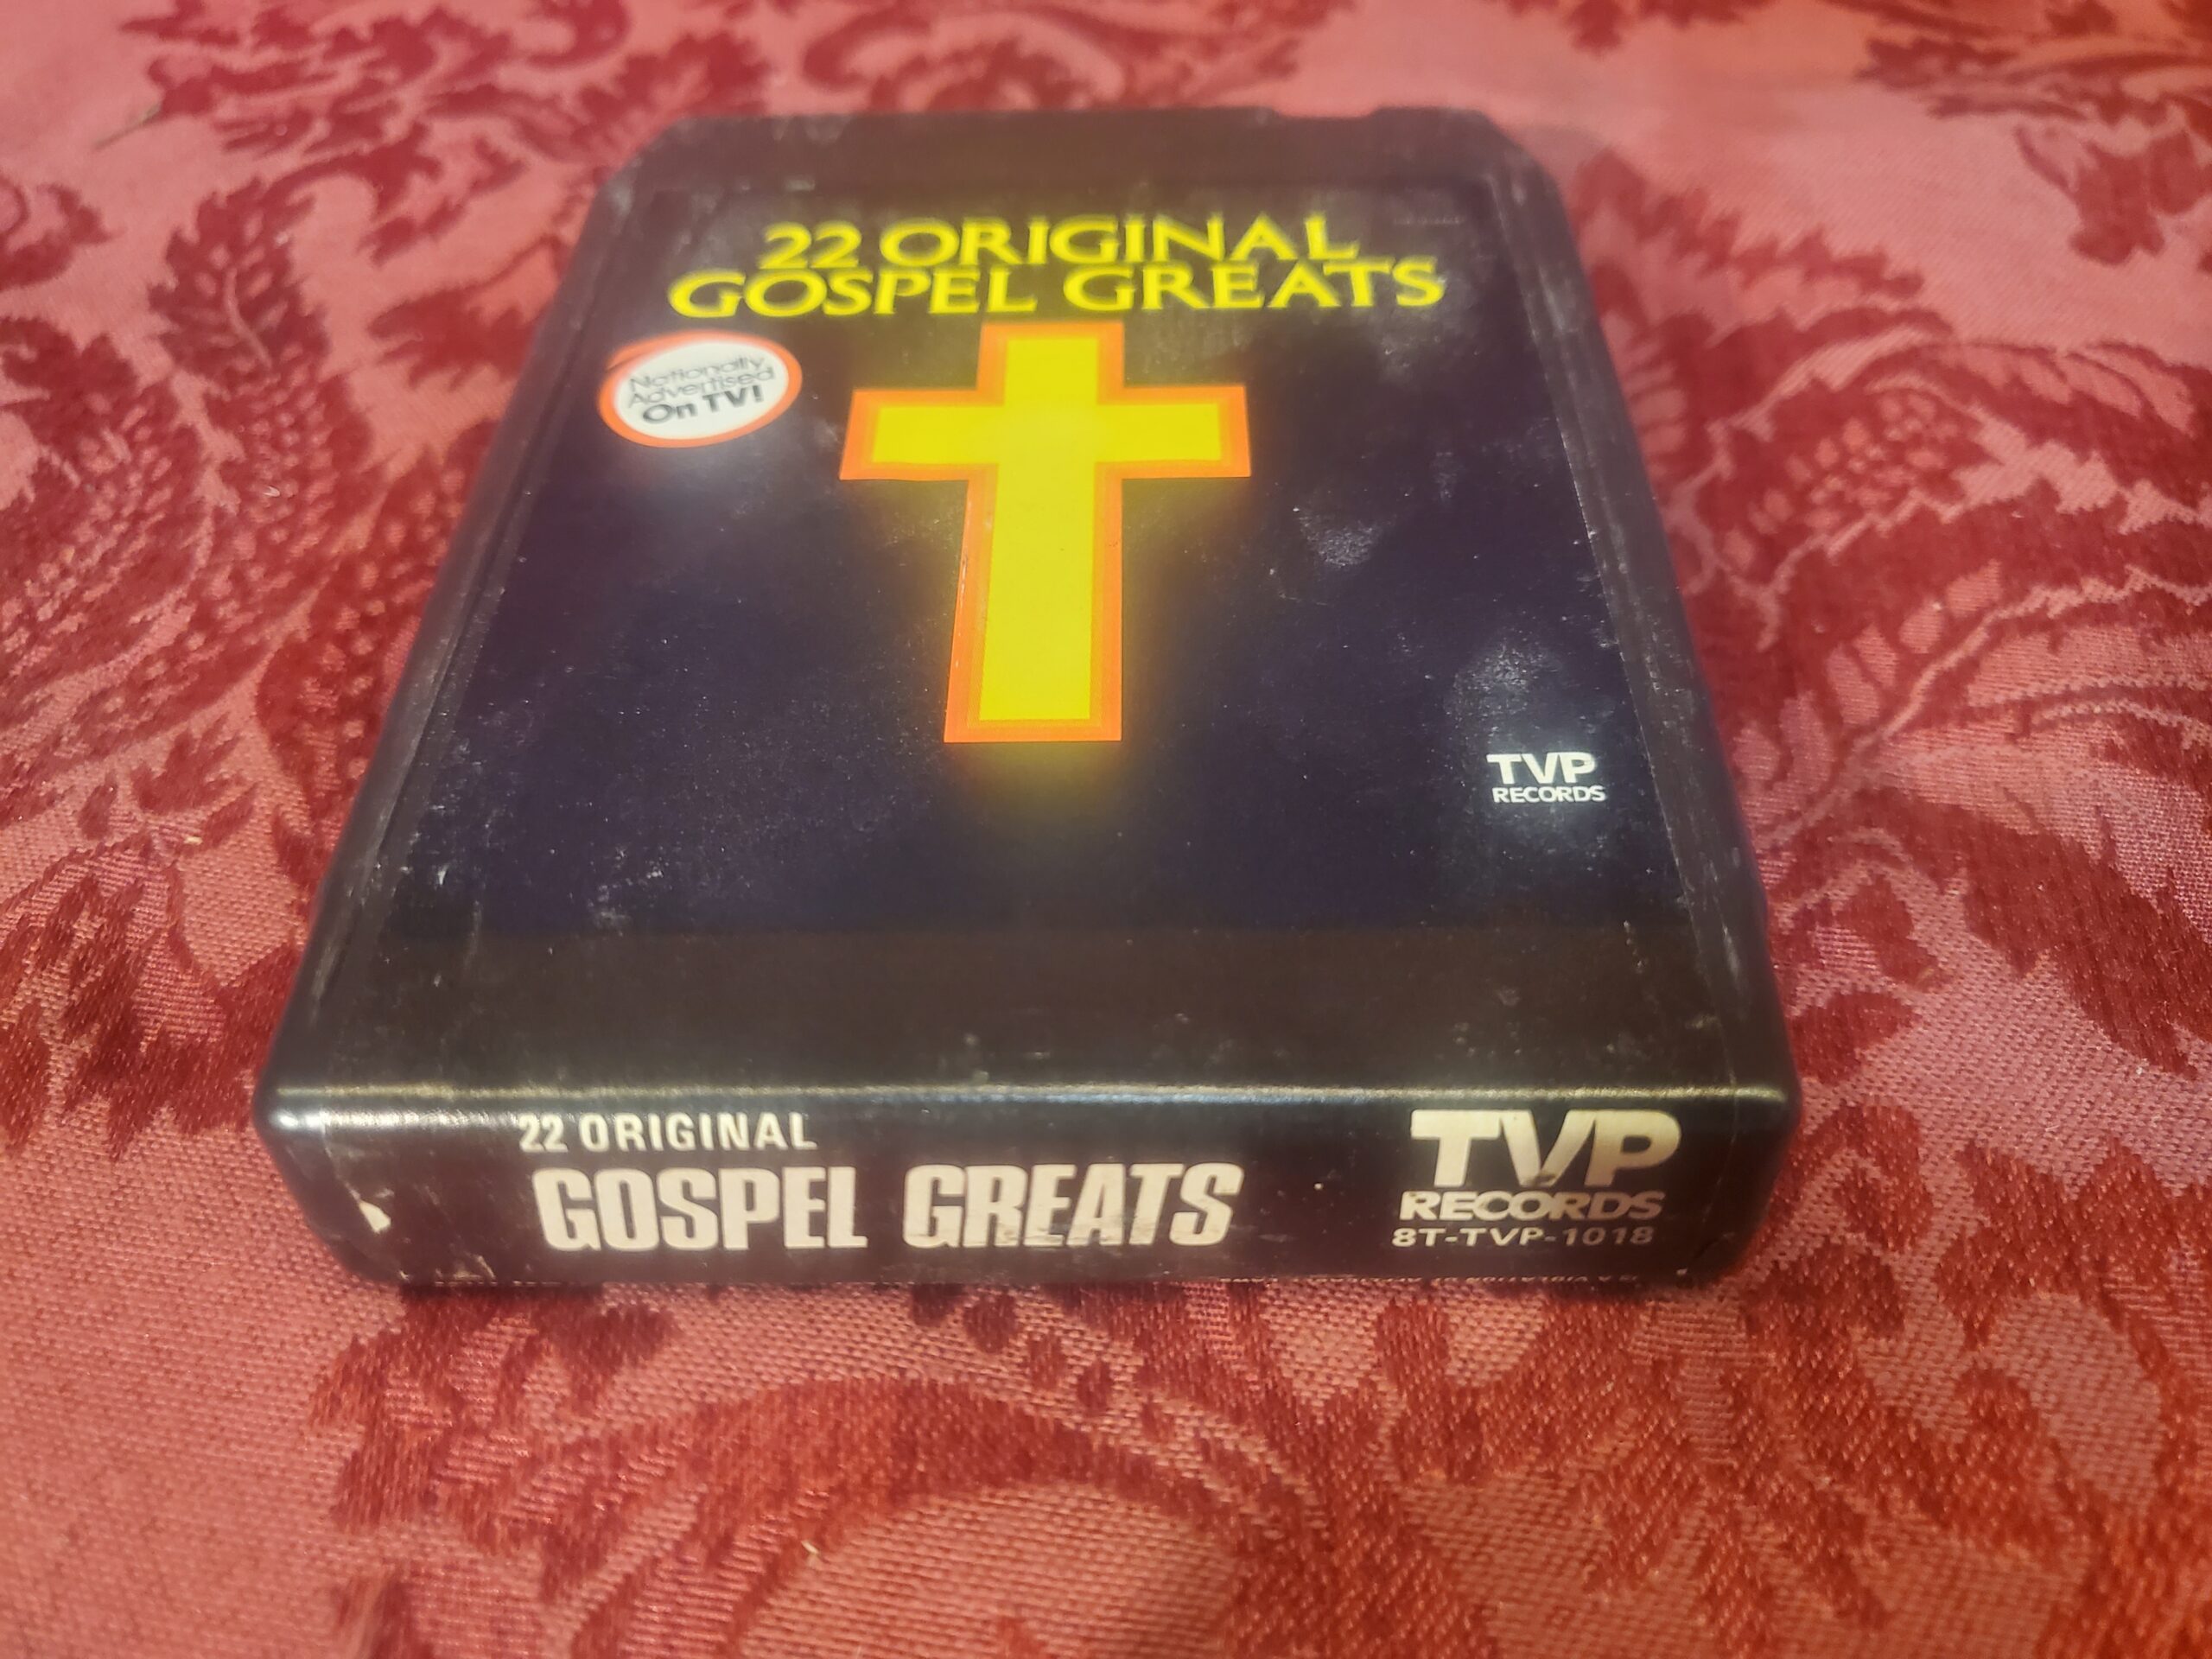 22 ORIGINAL
GOSPEL GREATS
Nationally
Advertised
On TV!
TVP
RECORDS
22 ORIGINAL
GOSPEL GREATS
TVP
RECORDS
8T-TVP-1018